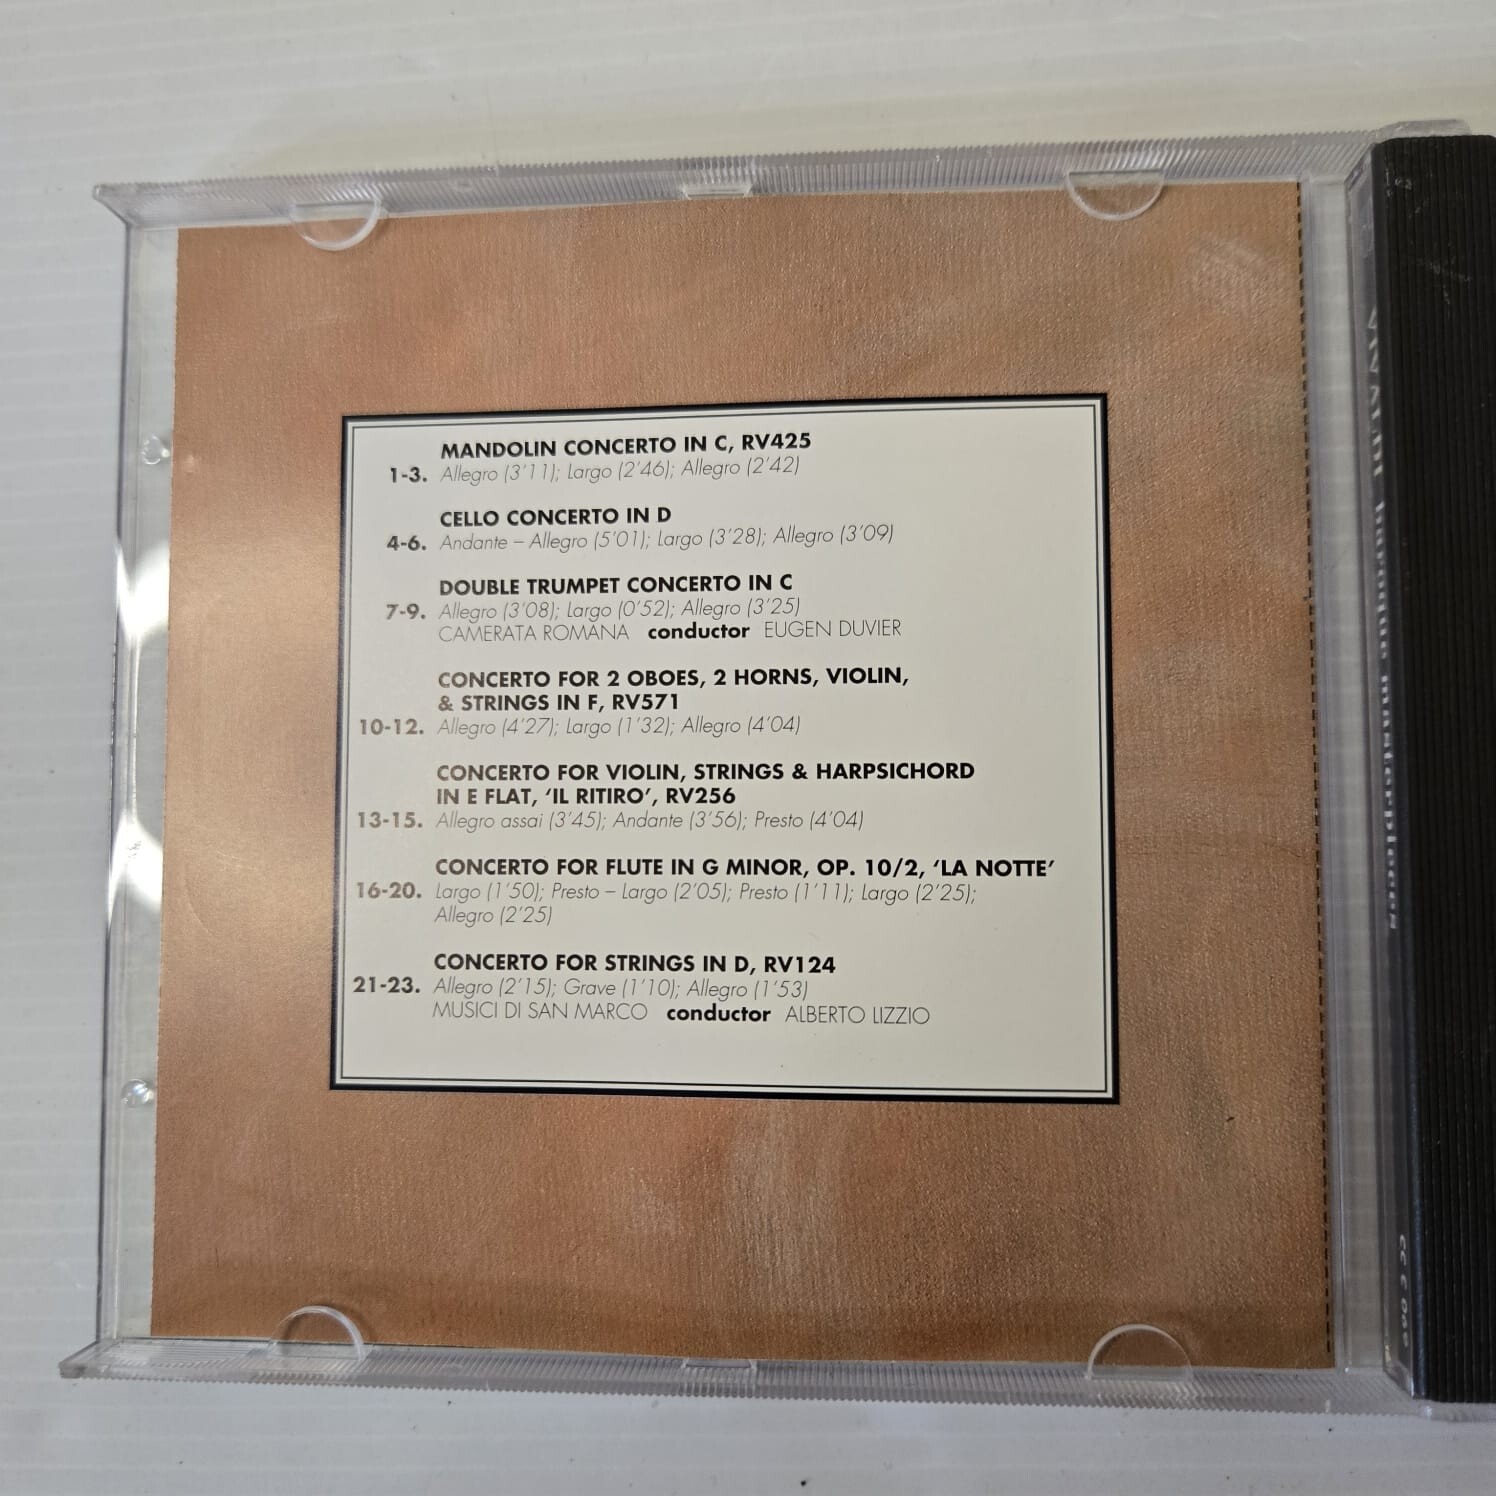 MANDOLIN CONCERTO IN C, RV425
1-3. Allegro (3'11); Largo (2'46); Allegro (2'42)
CELLO CONCERTO IN D
4-6. Andante – Allegro (5'01); Largo (3'28); Allegro (3'09)
DOUBLE TRUMPET CONCERTO IN C
7-9. Allegro (3'08); Largo (0'52); Allegro (3'25)
CAMERATA ROMANA conductor EUGEN DUVIER
CONCERTO FOR 2 OBOES, 2 HORNS, VIOLIN,
& STRINGS IN F, RV571
10-12. Allegro (4'27); Largo (1'32); Allegro (4'04)
CONCERTO FOR VIOLIN, STRINGS & HARPSICHORD
IN E FLAT, 'IL RITIRO', RV256
13-15. Allegro assai (3'45); Andante (3'56); Presto (4'04)
CONCERTO FOR FLUTE IN G MINOR, OP. 10/2, 'LA NOTTE'
16-20. Largo (1'50); Presto – Largo (2'05); Presto (1'11); Largo (2'25);
Allegro (2'25)
CONCERTO FOR STRINGS IN D, RV124
21-23. Allegro (2'15); Grave (1'10); Allegro (1'53)
MUSICI DI SAN MARCO conductor ALBERTO LIZZIO
VIVALDI baroque masterpieces